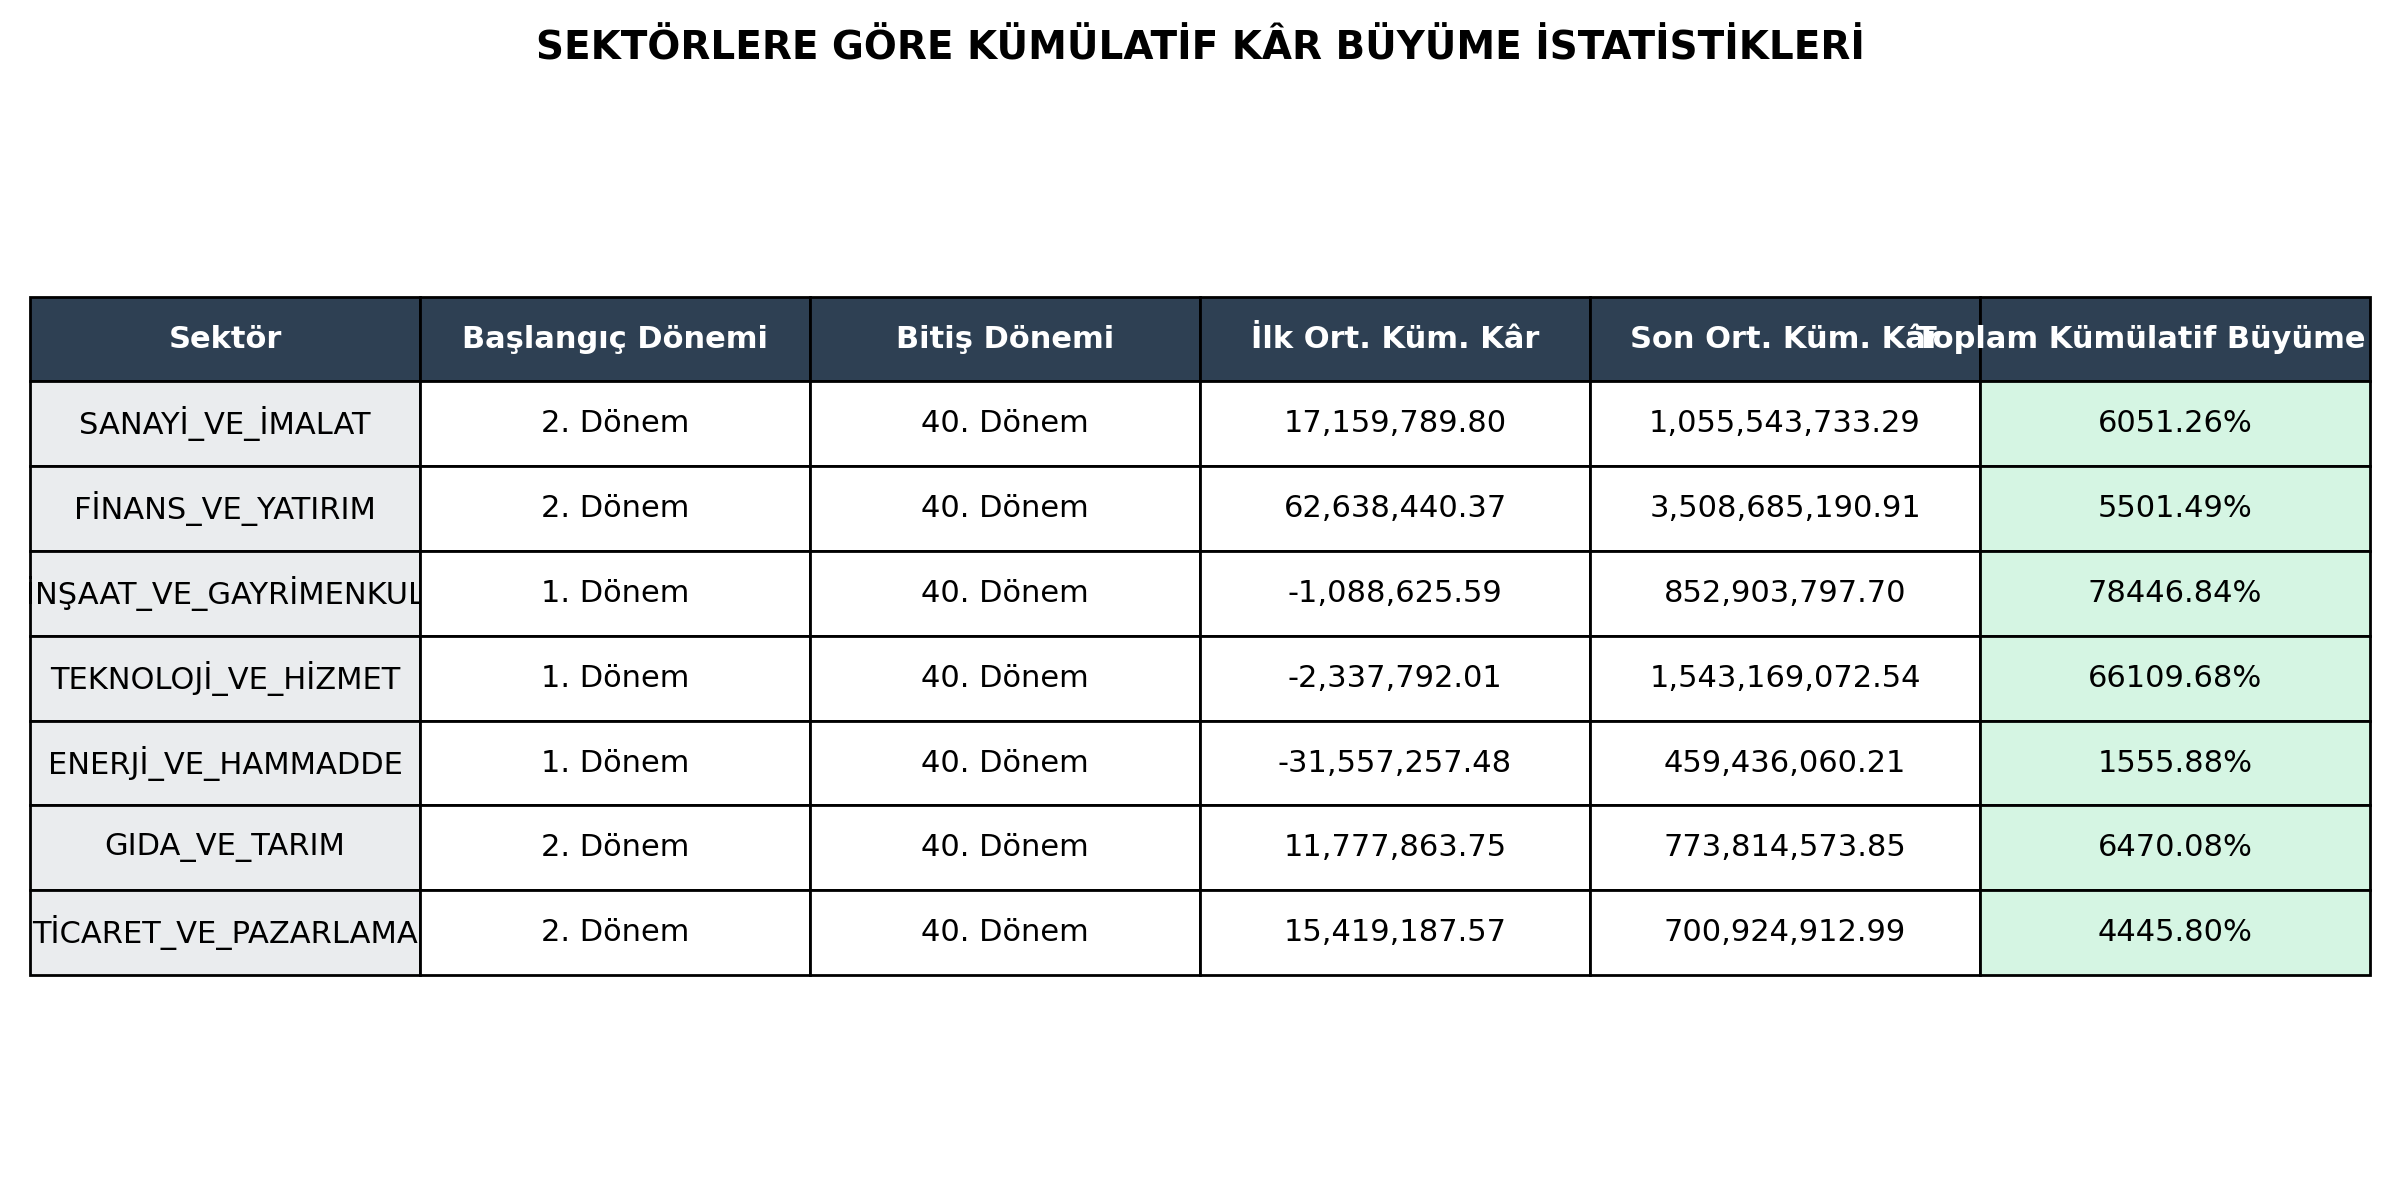 SEKTÖRLERE GÖRE KÜMÜLATİF KÂR BÜYÜME İSTATİSTİKLERİ
Sektör Başlangıç Dönemi Bitiş Dönemi İlk Ort. Küm. Kâr Son Ort. Küm. Kâr Toplam Kümülatif Büyüme
SANAYİ_VE_İMALAT 2. Dönem 40. Dönem 17,159,789.80 1,055,543,733.29 6051.26%
FİNANS_VE_YATIRIM 2. Dönem 40. Dönem 62,638,440.37 3,508,685,190.91 5501.49%
NŞAAT_VE_GAYRİMENKUL 1. Dönem 40. Dönem -1,088,625.59 852,903,797.70 78446.84%
TEKNOLOJİ_VE_HİZMET 1. Dönem 40. Dönem -2,337,792.01 1,543,169,072.54 66109.68%
ENERJİ_VE_HAMMADDE 1. Dönem 40. Dönem -31,557,257.48 459,436,060.21 1555.88%
GIDA_VE_TARIM 2. Dönem 40. Dönem 11,777,863.75 773,814,573.85 6470.08%
TİCARET_VE_PAZARLAMA 2. Dönem 40. Dönem 15,419,187.57 700,924,912.99 4445.80%